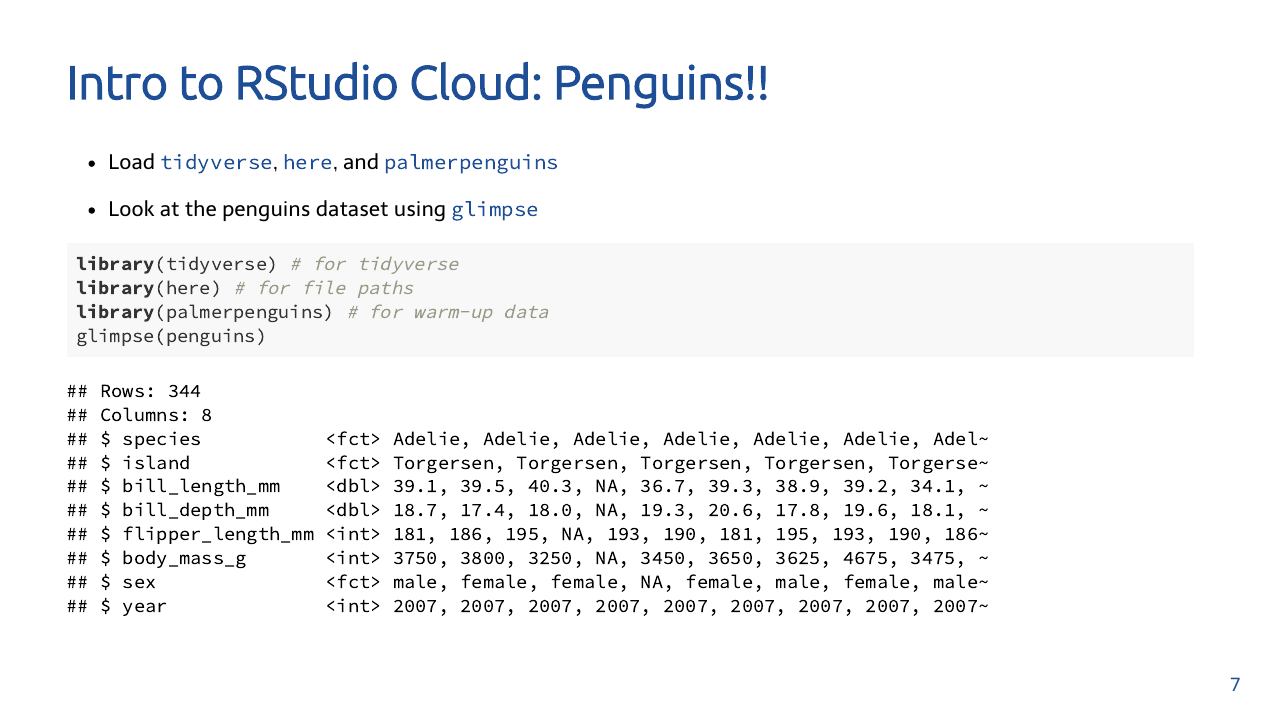 Intro to RStudio Cloud: Penguins!!
• Load tidyverse, here, and palmerpenguins
• Look at the penguins dataset using glimpse
library(tidyverse) # for tidyverse
library(here) # for file paths
library(palmerpenguins) # for warm-up data
glimpse(penguins)
## Rows: 344
## Columns: 8
## $ species           <fct> Adelie, Adelie, Adelie, Adelie, Adelie, Adelie, Adel~
## $ island            <fct> Torgersen, Torgersen, Torgersen, Torgersen, Torgerse~
## $ bill_length_mm    <dbl> 39.1, 39.5, 40.3, NA, 36.7, 39.3, 38.9, 39.2, 34.1, ~
## $ bill_depth_mm     <dbl> 18.7, 17.4, 18.0, NA, 19.3, 20.6, 17.8, 19.6, 18.1, ~
## $ flipper_length_mm <int> 181, 186, 195, NA, 193, 190, 181, 195, 193, 190, 186~
## $ body_mass_g       <int> 3750, 3800, 3250, NA, 3450, 3650, 3625, 4675, 3475, ~
## $ sex               <fct> male, female, female, NA, female, male, female, male~
## $ year              <int> 2007, 2007, 2007, 2007, 2007, 2007, 2007, 2007, 2007~
7